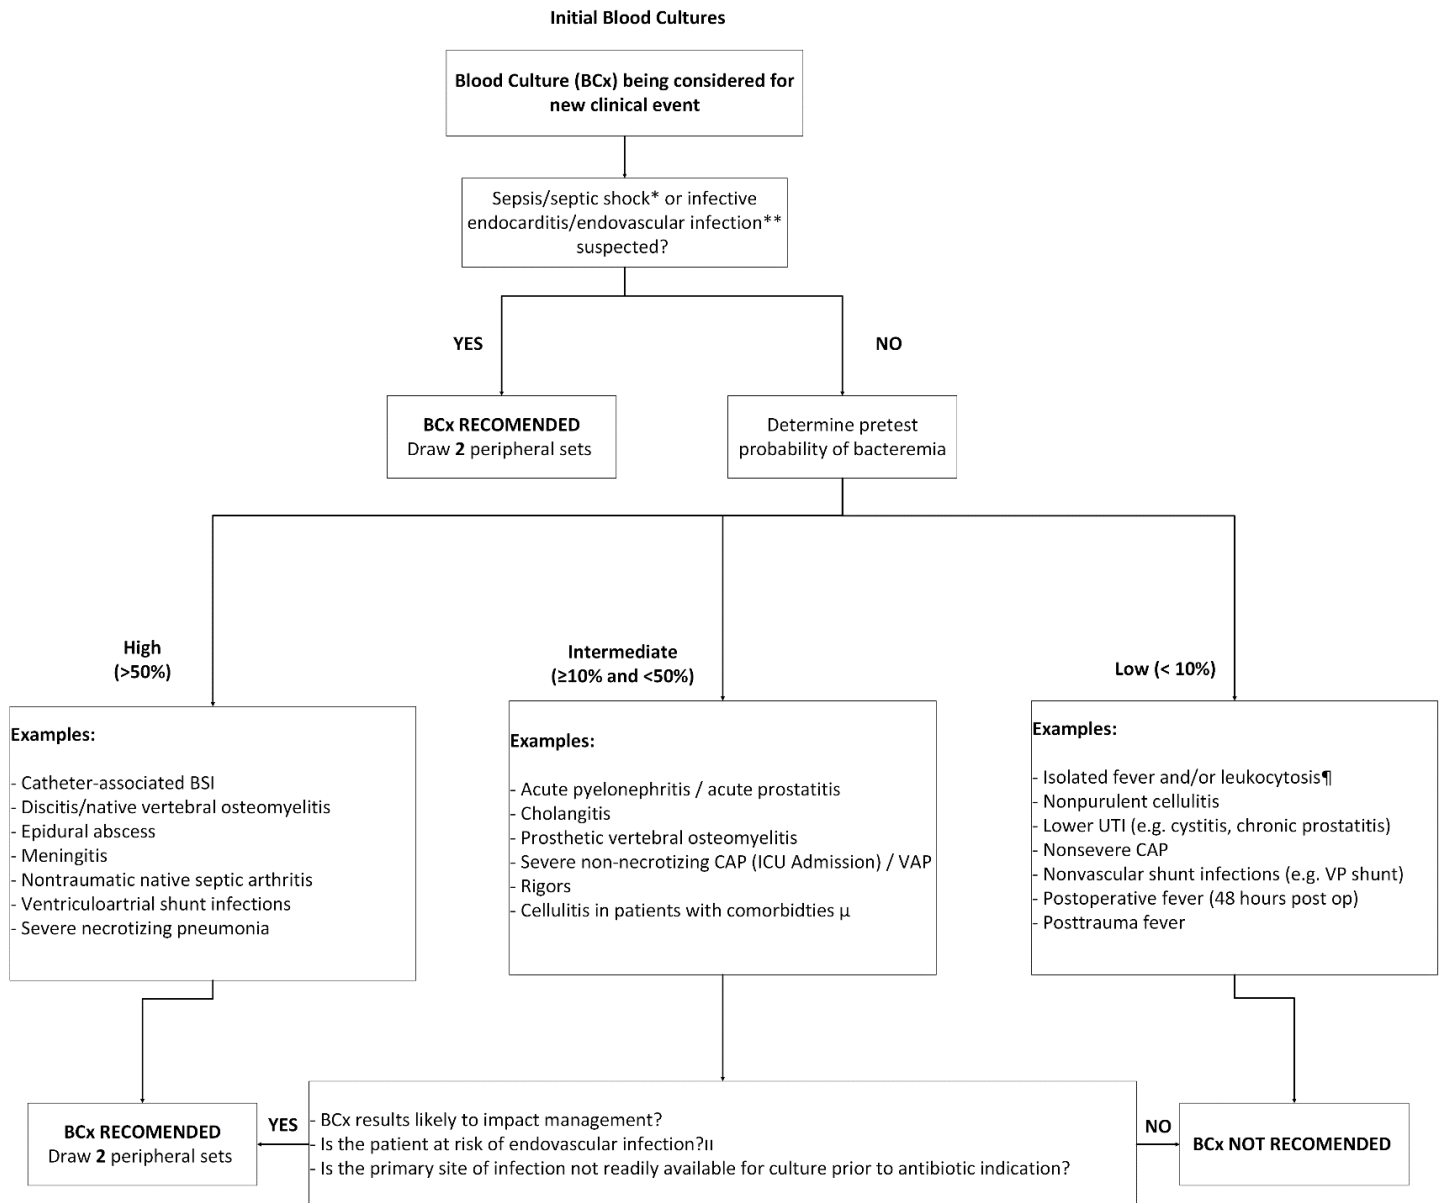 Initial Blood Cultures
Blood Culture (BCx) being considered for
new clinical event
Sepsis/septic shock* or infective
endocarditis/endovascular infection**
suspected?
YES
NO
BCx RECOMENDED
Draw 2 peripheral sets
Determine pretest
probability of bacteremia
High
(>50%)
Intermediate
(≥10% and <50%)
Low (< 10%)
Examples:
- Catheter-associated BSI
- Discitis/native vertebral osteomyelitis
- Epidural abscess
- Meningitis
- Nontraumatic native septic arthritis
- Ventriculoartrial shunt infections
- Severe necrotizing pneumonia
Examples:
- Acute pyelonephritis / acute prostatitis
- Cholangitis
- Prosthetic vertebral osteomyelitis
- Severe non-necrotizing CAP (ICU Admission) / VAP
- Rigors
- Cellulitis in patients with comorbidties µ
Examples:
- Isolated fever and/or leukocytosis¶
- Nonpurulent cellulitis
- Lower UTI (e.g. cystitis, chronic prostatitis)
- Nonsevere CAP
- Nonvascular shunt infections (e.g. VP shunt)
- Postoperative fever (48 hours post op)
- Posttrauma fever
BCx RECOMENDED
Draw 2 peripheral sets
YES
- BCx results likely to impact management?
- Is the patient at risk of endovascular infection?ıı
- Is the primary site of infection not readily available for culture prior to antibiotic indication?
NO
BCx NOT RECOMENDED